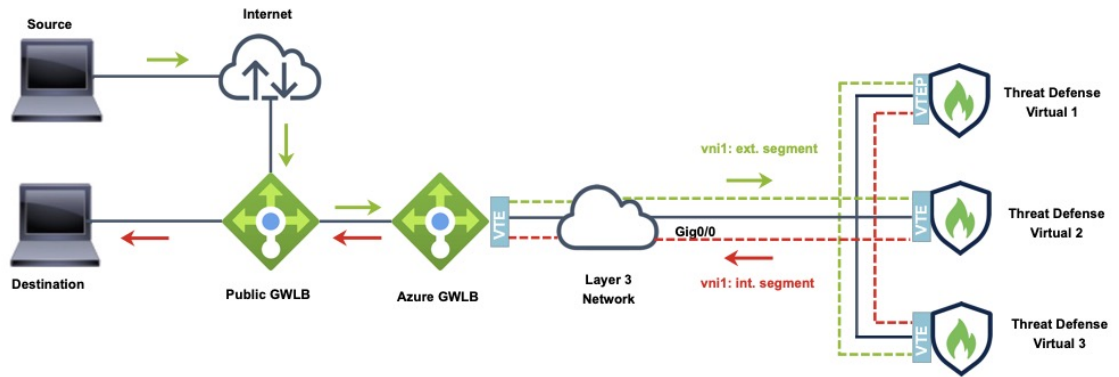 Source
Internet
VTEP
Threat Defense
Virtual 1
vni1: ext. segment
VTE
VTE
Threat Defense
Virtual 2
Gig0/0
Destination
Public GWLB
Azure GWLB
Layer 3
Network
vni1: int. segment
VTE
Threat Defense
Virtual 3